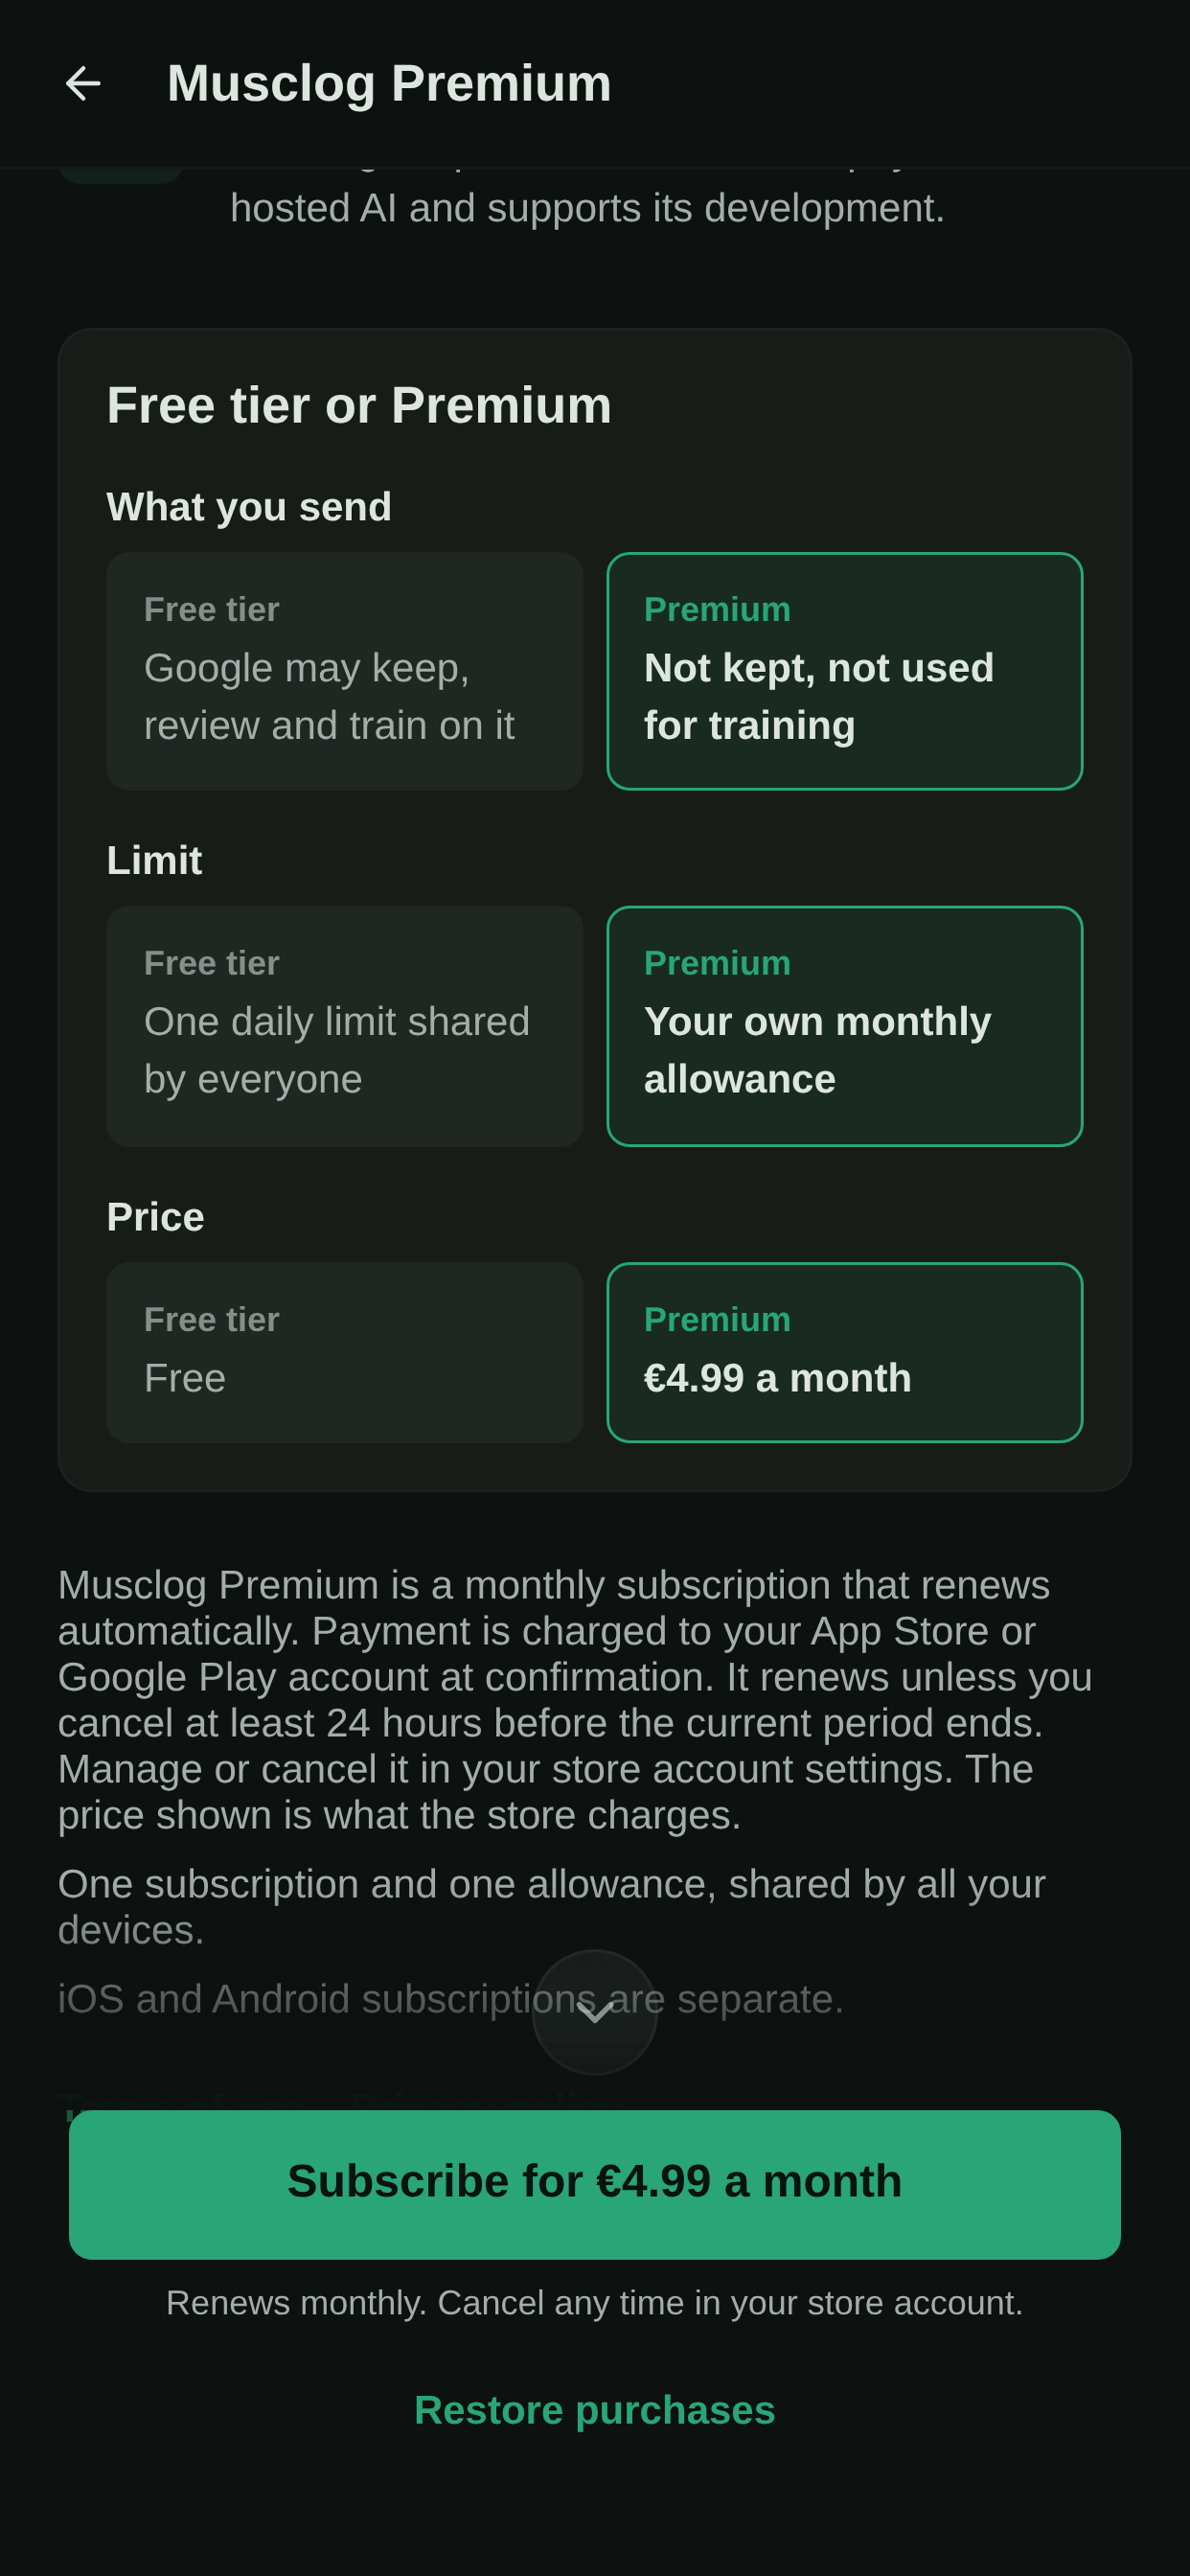 Musclog Premium
hosted AI and supports its development.
Free tier or Premium
What you send
Free tier
Google may keep,
review and train on it
Premium
Not kept, not used
for training
Limit
Free tier
One daily limit shared
by everyone
Premium
Your own monthly
allowance
Price
Free tier
Free
Premium
€4.99 a month
Musclog Premium is a monthly subscription that renews
automatically. Payment is charged to your App Store or
Google Play account at confirmation. It renews unless you
cancel at least 24 hours before the current period ends.
Manage or cancel it in your store account settings. The
price shown is what the store charges.
One subscription and one allowance, shared by all your
devices.
iOS and Android subscriptions are separate.
Subscribe for €4.99 a month
Renews monthly. Cancel any time in your store account.
Restore purchases